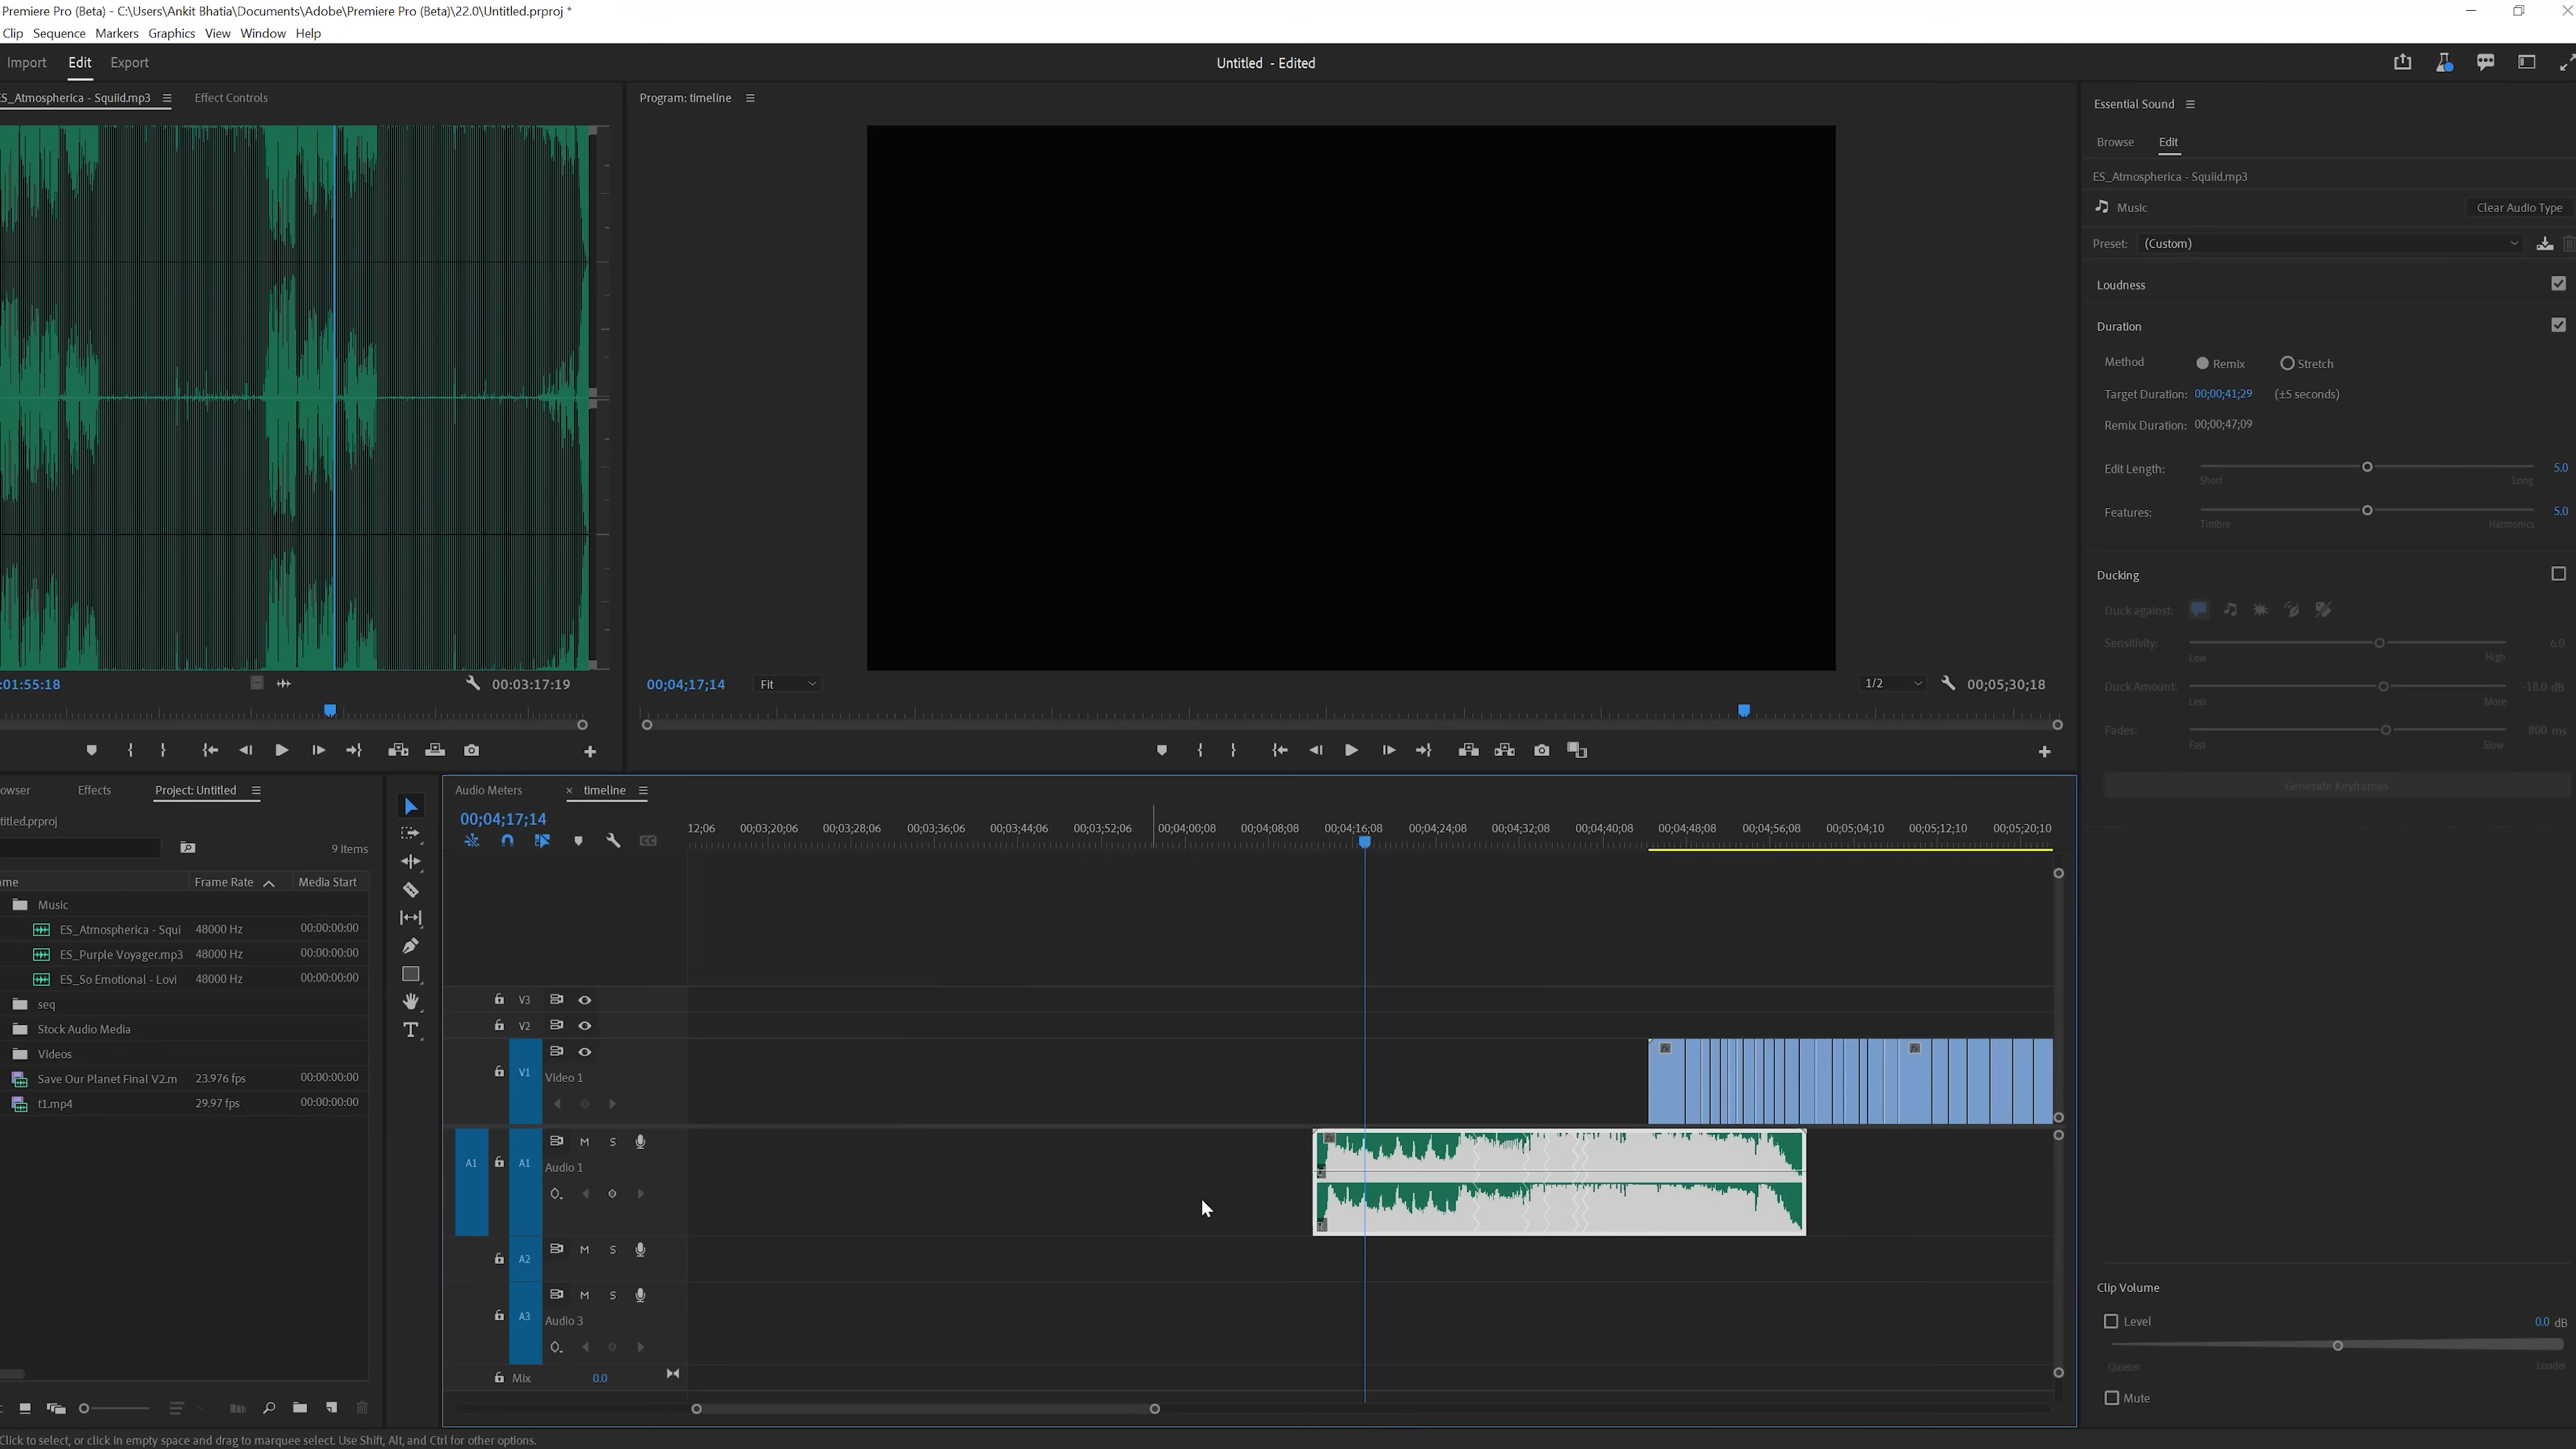 Premiere Pro (Beta) - C:\Users\Ankit Bhatia\Documents\Adobe\Premiere Pro (Beta)\22.0\Untitled.prproj *
Clip Sequence Markers Graphics View Window Help
Import Edit Export
Untitled - Edited
ES_Atmospherica - Squiid.mp3
Effect Controls
:01:55:18
00:03:17:19
Program: timeline
00;04;17;14
Fit
1/2
00;05;30;18
Essential Sound
Browse Edit
ES_Atmospherica - Squiid.mp3
Music
Clear Audio Type
Preset: (Custom)
Loudness
Duration
Method Remix Stretch
Target Duration: 00;00;41;29 (±5 seconds)
Remix Duration: 00;00;47;09
Edit Length: 5.0
Short Long
Features: 5.0
Timbre Harmonics
Ducking
Duck against:
Sensitivity: 6.0
Low High
Duck Amount: -18.0 dB
Less More
Fades: 800 ms
Fast Slow
Generate Keyframes
Clip Volume
Level 0.0 dB
Quieter Louder
Mute
owser Effects Project: Untitled
titled.prproj
9 items
me Frame Rate Media Start
Music
ES_Atmospherica - Squi 48000 Hz 00:00:00:00
ES_Purple Voyager.mp3 48000 Hz 00:00:00:00
ES_So Emotional - Lovi 48000 Hz 00:00:00:00
seq
Stock Audio Media
Videos
Save Our Planet Final V2.m 23.976 fps 00:00:00:00
t1.mp4 29.97 fps 00:00:00:00
Audio Meters × timeline
00;04;17;14
12;06 00;03;20;06 00;03;28;06 00;03;36;06 00;03;44;06 00;03;52;06 00;04;00;08 00;04;08;08 00;04;16;08 00;04;24;08 00;04;32;08 00;04;40;08 00;04;48;08 00;04;56;08 00;05;04;10 00;05;12;10 00;05;20;10
V3
V2
V1 Video 1
A1 A1 M S
Audio 1
A2 M S
A3 M S
Audio 3
Mix 0.0
fx fx
fx
Click to select, or click in empty space and drag to marquee select. Use Shift, Alt, and Ctrl for other options.